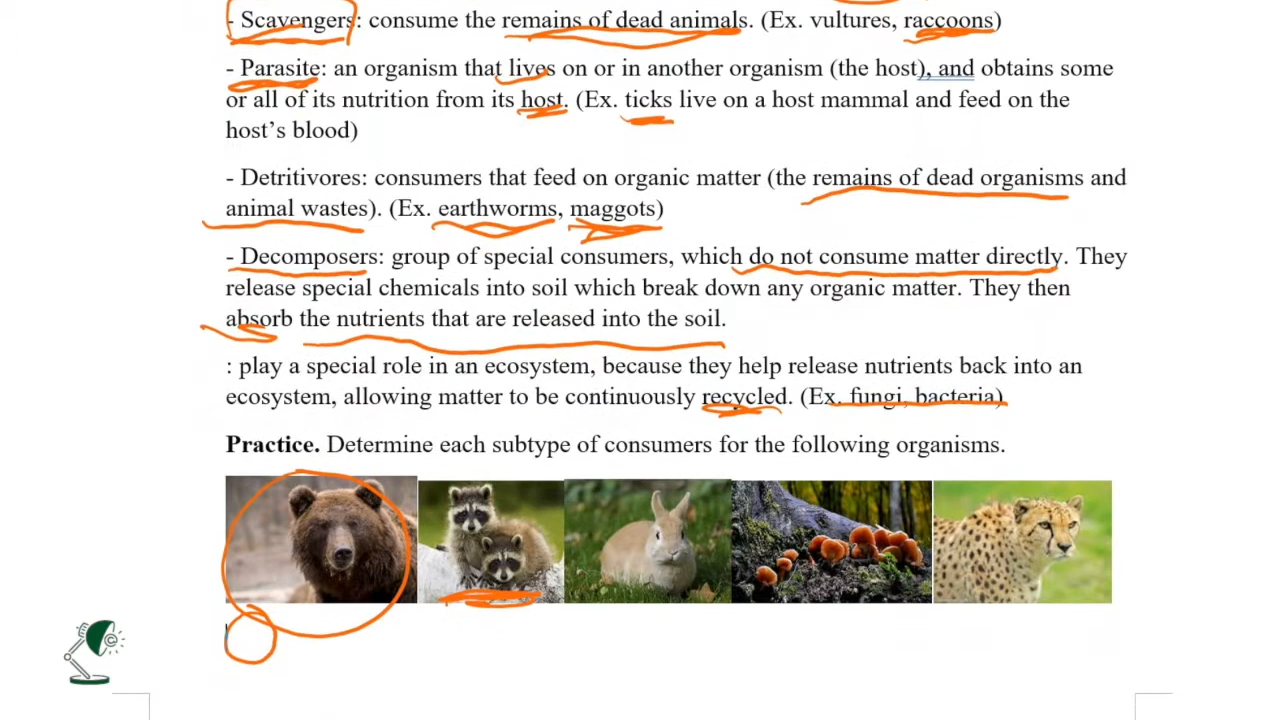 - Scavengers: consume the remains of dead animals. (Ex. vultures, raccoons)
- Parasite: an organism that lives on or in another organism (the host), and obtains some
or all of its nutrition from its host. (Ex. ticks live on a host mammal and feed on the
host's blood)
- Detritivores: consumers that feed on organic matter (the remains of dead organisms and
animal wastes). (Ex. earthworms, maggots)
- Decomposers: group of special consumers, which do not consume matter directly. They
release special chemicals into soil which break down any organic matter. They then
absorb the nutrients that are released into the soil.
: play a special role in an ecosystem, because they help release nutrients back into an
ecosystem, allowing matter to be continuously recycled. (Ex. fungi, bacteria)
Practice. Determine each subtype of consumers for the following organisms.